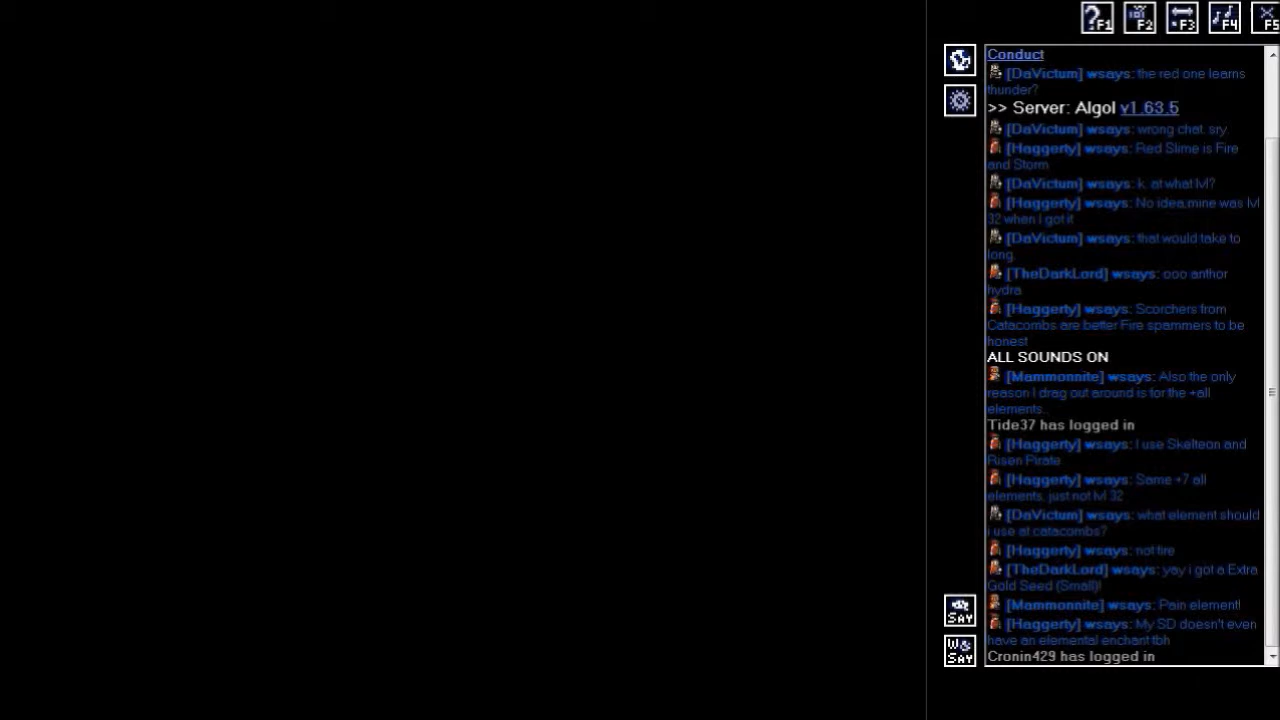 ?F1 F2 F3 F4 F5
Conduct
[DaVictum] wsays: the red one learns
thunder?
>> Server: Algol v1.63.5
[DaVictum] wsays: wrong chat. sry.
[Haggerty] wsays: Red Slime is Fire
and Storm
[DaVictum] wsays: k. at what lvl?
[Haggerty] wsays: No idea,mine was lvl
32 when I got it
[DaVictum] wsays: that would take to
long.
[TheDarkLord] wsays: ooo anthor
hydra
[Haggerty] wsays: Scorchers from
Catacombs are better Fire spammers to be
honest
ALL SOUNDS ON
[Mammonnite] wsays: Also the only
reason I drag out around is for the +all
elements.
Tide37 has logged in
[Haggerty] wsays: I use Skelteon and
Risen Pirate
[Haggerty] wsays: Same +7 all
elements, just not lvl 32
[DaVictum] wsays: what element should
i use at catacombs?
[Haggerty] wsays: not fire
[TheDarkLord] wsays: yay i got a Extra
Gold Seed (Small)!
[Mammonnite] wsays: Pain element!
[Haggerty] wsays: My SD doesn't even
have an elemental enchant tbh
Cronin429 has logged in
SAY
W SAY